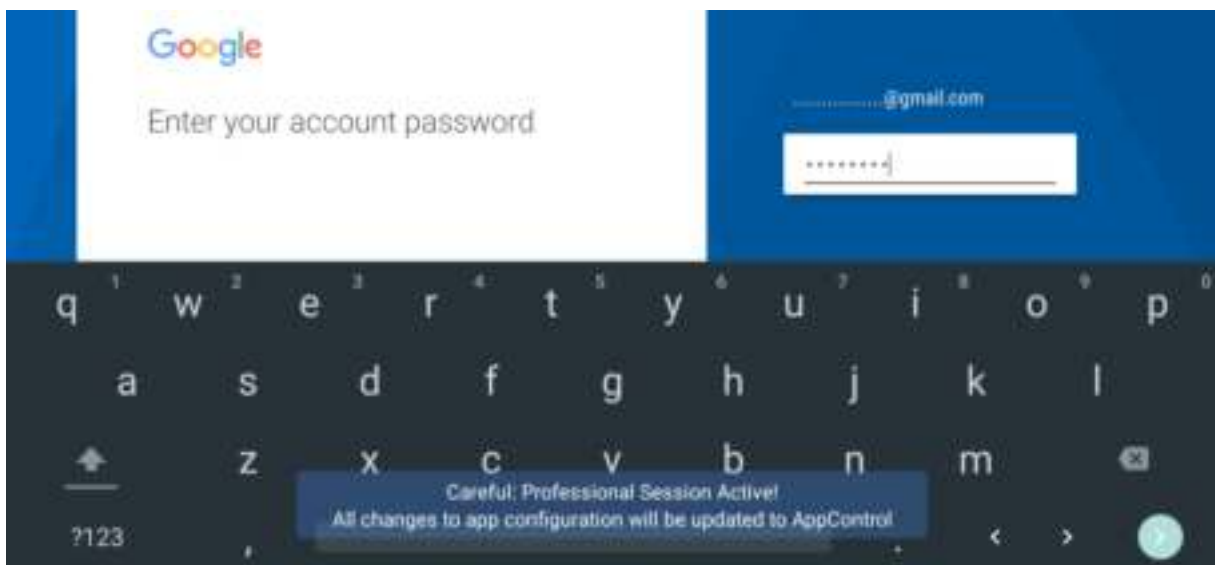 Google
Enter your account password
................@gmail.com
••••••••
1 2 3 4 5 6 7 8 9 0
q w e r t y u i o p
a s d f g h j k l
z x c v b n m
Careful: Professional Session Active!
All changes to app configuration will be updated to AppControl
?123 , . < >